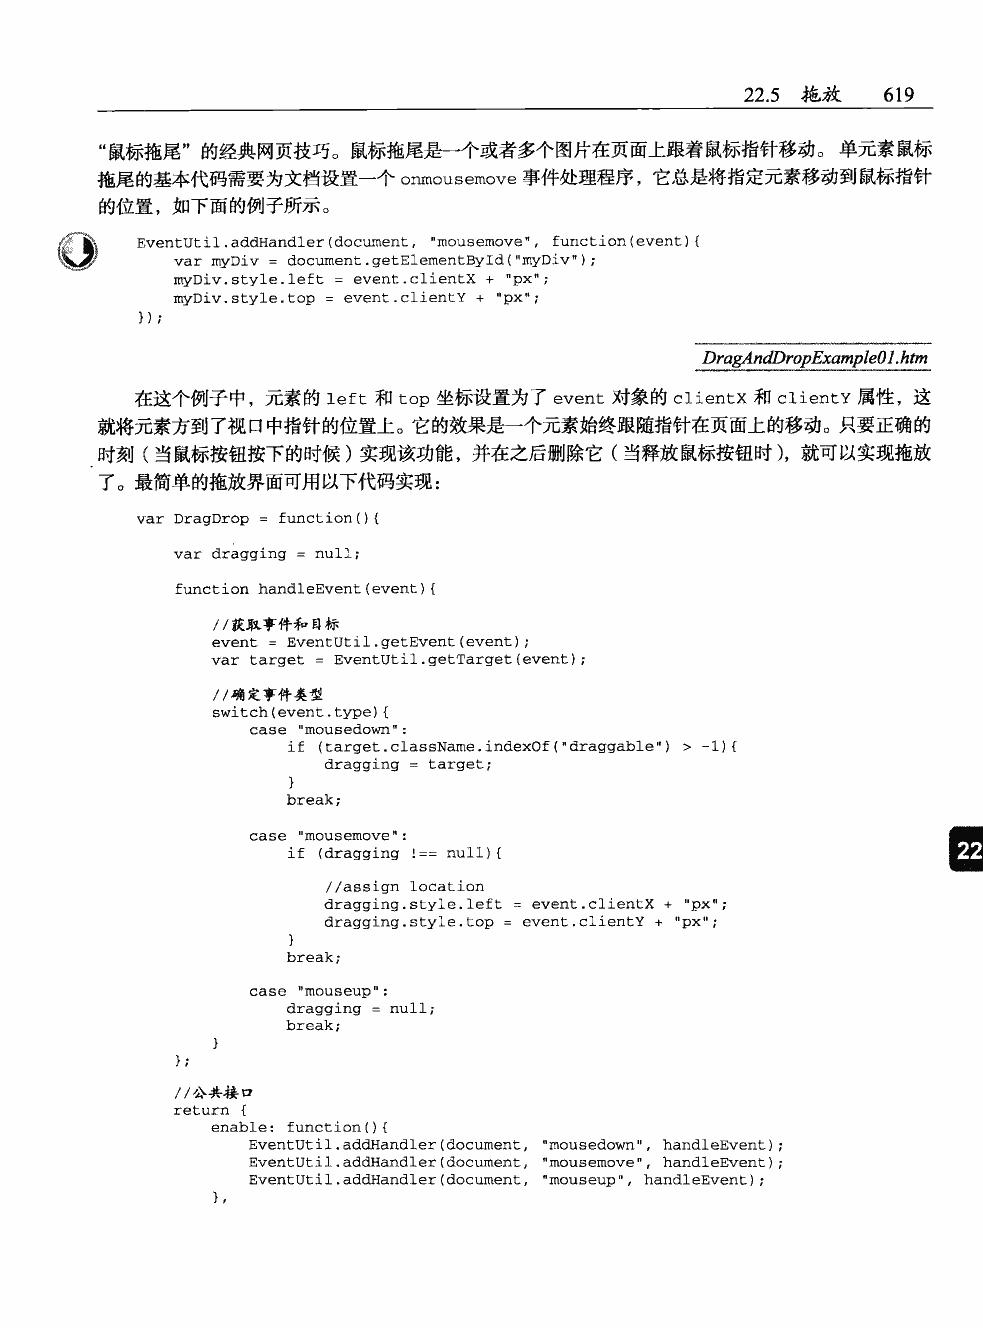 22.5 拖放 619
“鼠标拖尾”的经典网页技巧。鼠标拖尾是一个或者多个图片在页面上跟着鼠标指针移动。单元素鼠标
拖尾的基本代码需要为文档设置一个 onmousemove 事件处理程序，它总是将指定元素移动到鼠标指针
的位置，如下面的例子所示。
EventUtil.addHandler(document, "mousemove", function(event){
    var myDiv = document.getElementById("myDiv");
    myDiv.style.left = event.clientX + "px";
    myDiv.style.top = event.clientY + "px";
});
DragAndDropExample01.htm
在这个例子中，元素的 left 和 top 坐标设置为了 event 对象的 clientX 和 clientY 属性，这
就将元素方到了视口中指针的位置上。它的效果是一个元素始终跟随指针在页面上的移动。只要正确的
时刻（当鼠标按钮按下的时候）实现该功能，并在之后删除它（当释放鼠标按钮时），就可以实现拖放
了。最简单的拖放界面可用以下代码实现：
var DragDrop = function(){
    var dragging = null;
    function handleEvent(event){
        //获取事件和目标
        event = EventUtil.getEvent(event);
        var target = EventUtil.getTarget(event);
        //确定事件类型
        switch(event.type){
            case "mousedown":
                if (target.className.indexOf("draggable") > -1){
                    dragging = target;
                }
                break;
            case "mousemove":
                if (dragging !== null){
22
                    //assign location
                    dragging.style.left = event.clientX + "px";
                    dragging.style.top = event.clientY + "px";
                }
                break;
            case "mouseup":
                dragging = null;
                break;
        }
    };
    //公共接口
    return {
        enable: function(){
            EventUtil.addHandler(document, "mousedown", handleEvent);
            EventUtil.addHandler(document, "mousemove", handleEvent);
            EventUtil.addHandler(document, "mouseup", handleEvent);
        },